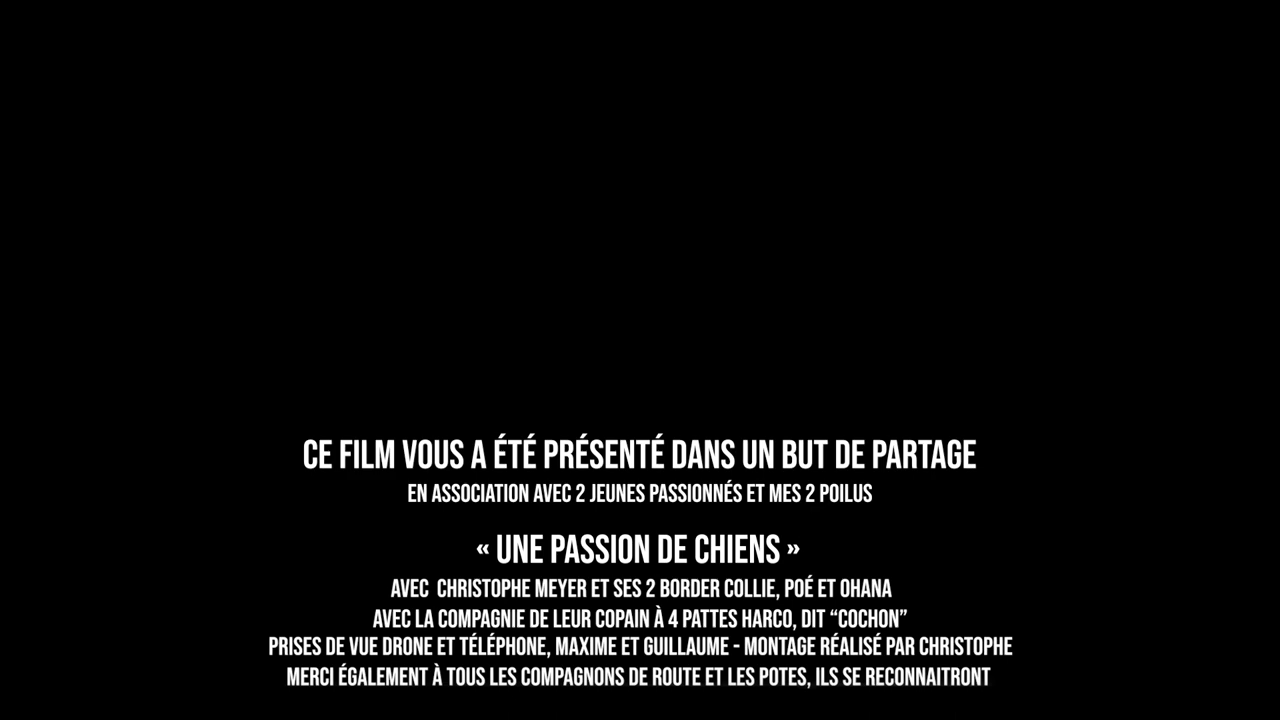 CE FILM VOUS A ÉTÉ PRÉSENTÉ DANS UN BUT DE PARTAGE
EN ASSOCIATION AVEC 2 JEUNES PASSIONNÉS ET MES 2 POILUS
« UNE PASSION DE CHIENS »
AVEC CHRISTOPHE MEYER ET SES 2 BORDER COLLIE, POÉ ET OHANA
AVEC LA COMPAGNIE DE LEUR COPAIN À 4 PATTES HARCO, DIT “COCHON”
PRISES DE VUE DRONE ET TÉLÉPHONE, MAXIME ET GUILLAUME - MONTAGE RÉALISÉ PAR CHRISTOPHE
MERCI ÉGALEMENT À TOUS LES COMPAGNONS DE ROUTE ET LES POTES, ILS SE RECONNAITRONT